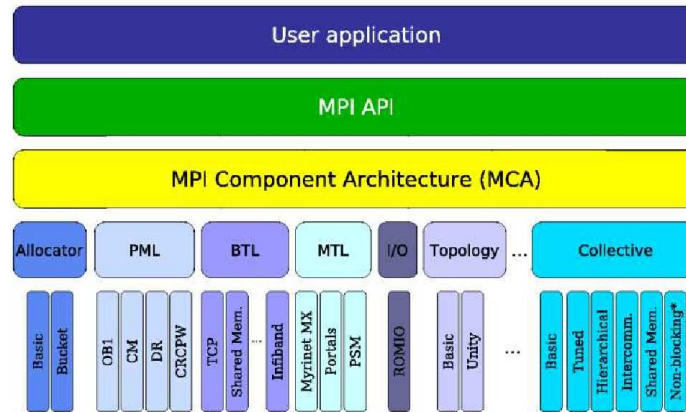 User application
MPI API
MPI Component Architecture (MCA)
Allocator
PML
BTL
MTL
I/O
Topology
...
Collective
Basic
Bucket
OB1
CM
DR
CRCPW
TCP
Shared Mem.
...
Infiband
Myrinet MX
Portals
PSM
ROMIO
Basic
Unity
...
Basic
Tuned
Hierarchical
Intercomm.
Shared Mem.
Non-blocking*